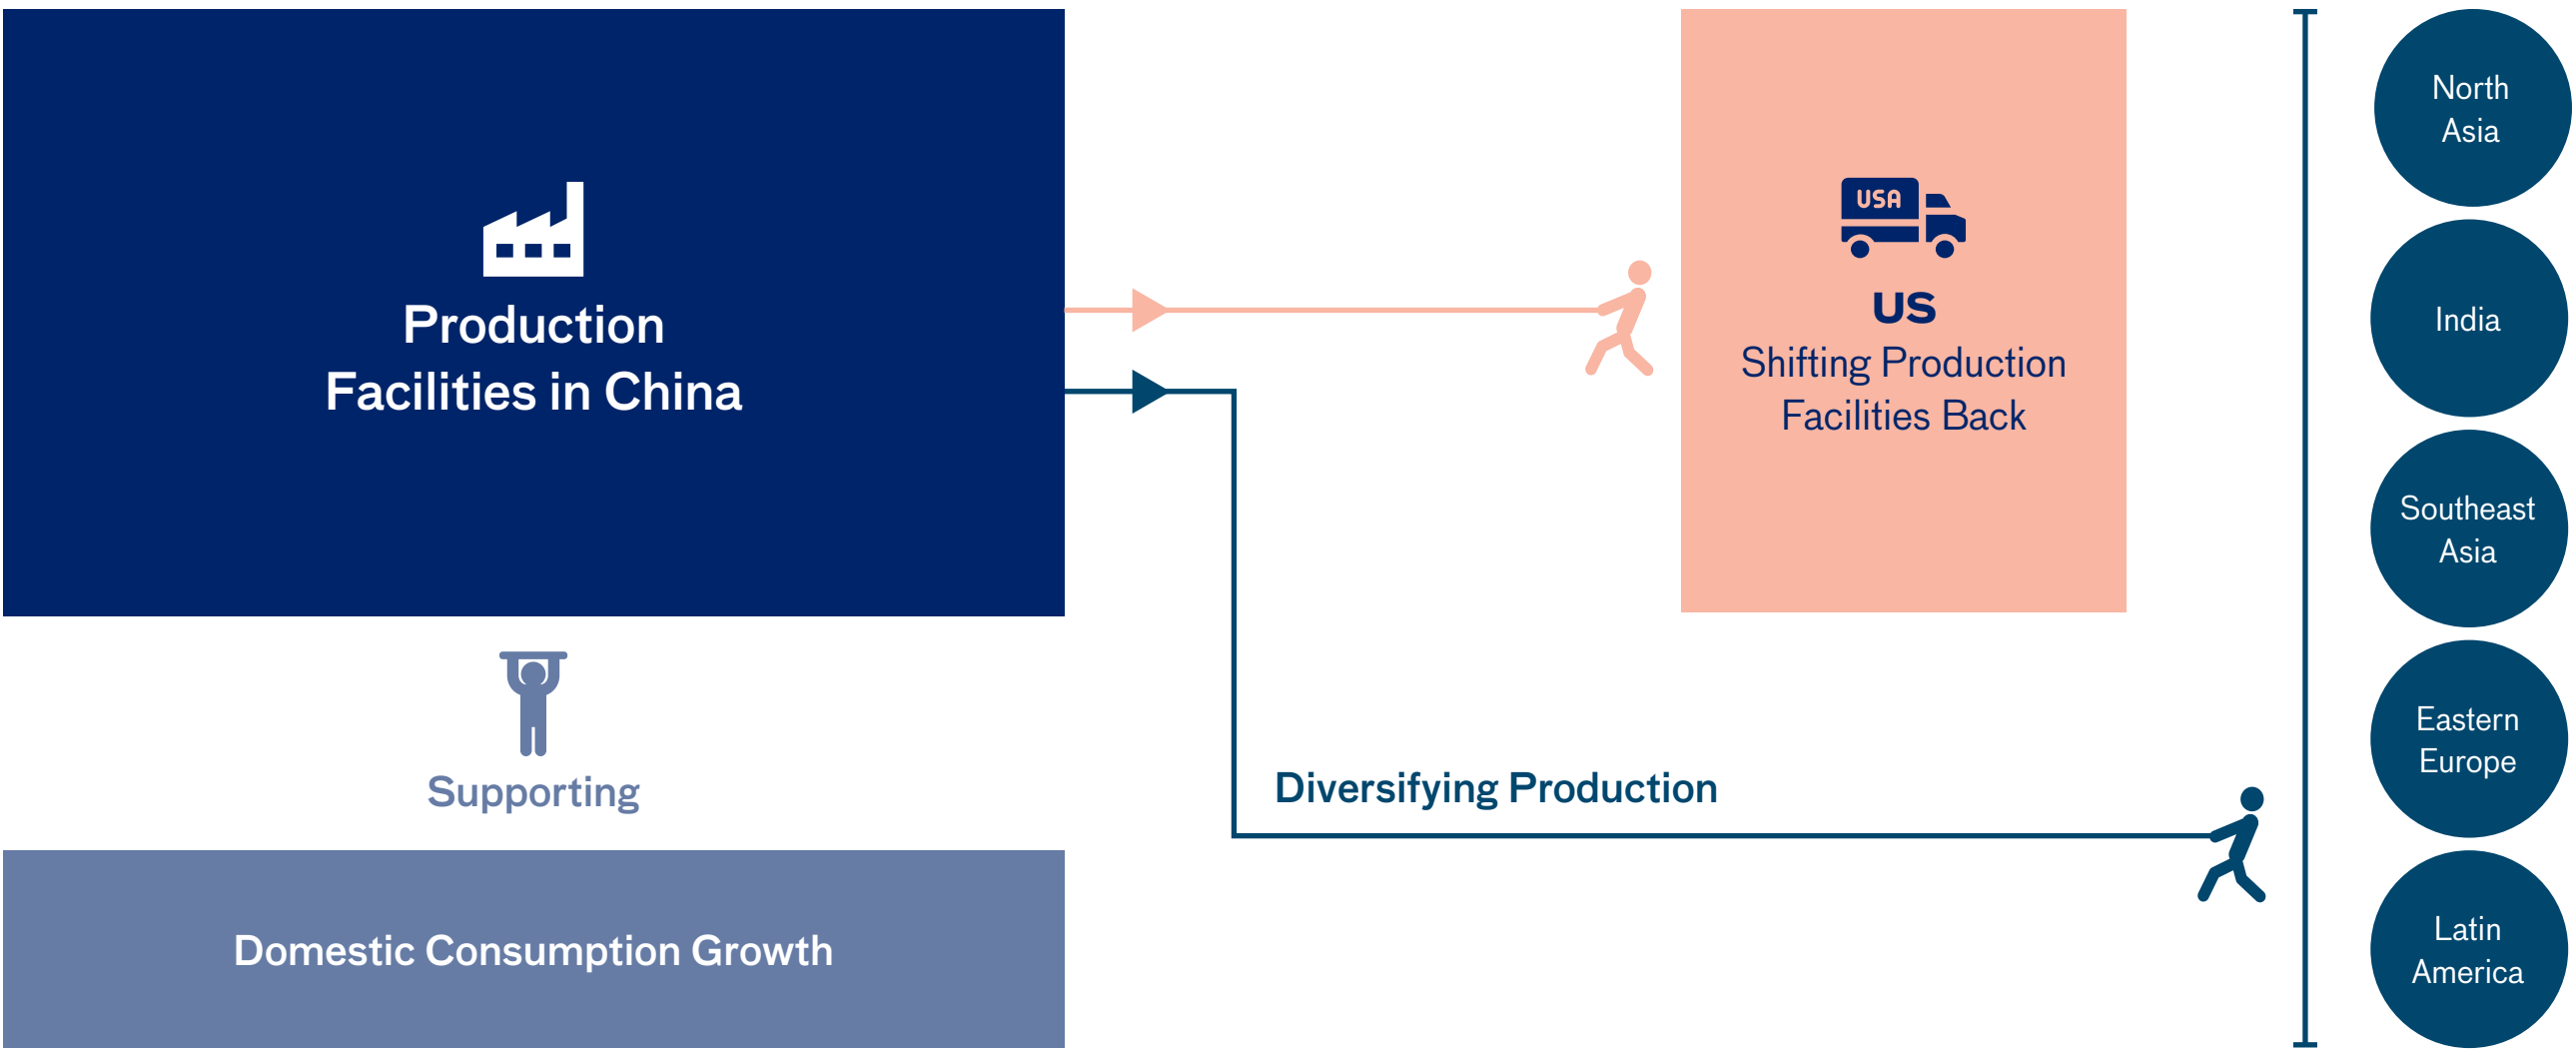 Production
Facilities in China
Supporting
Domestic Consumption Growth
USA
US
Shifting Production
Facilities Back
Diversifying Production
North
Asia
India
Southeast
Asia
Eastern
Europe
Latin
America